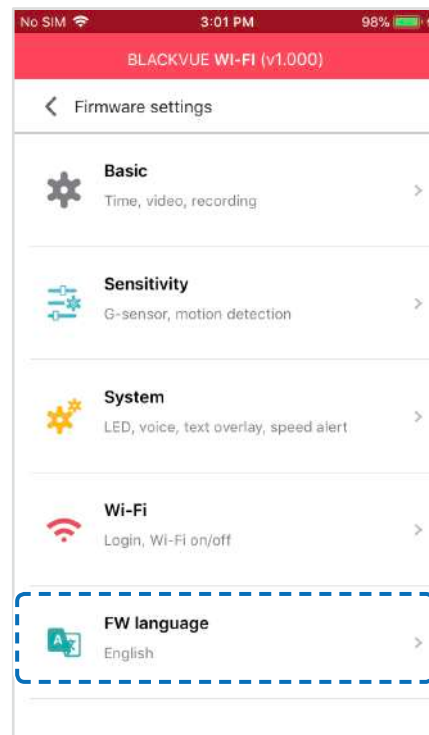 No SIM 3:01 PM 98%
BLACKVUE WI-FI (v1.000)
Firmware settings
Basic
Time, video, recording
Sensitivity
G-sensor, motion detection
System
LED, voice, text overlay, speed alert
Wi-Fi
Login, Wi-Fi on/off
FW language
English